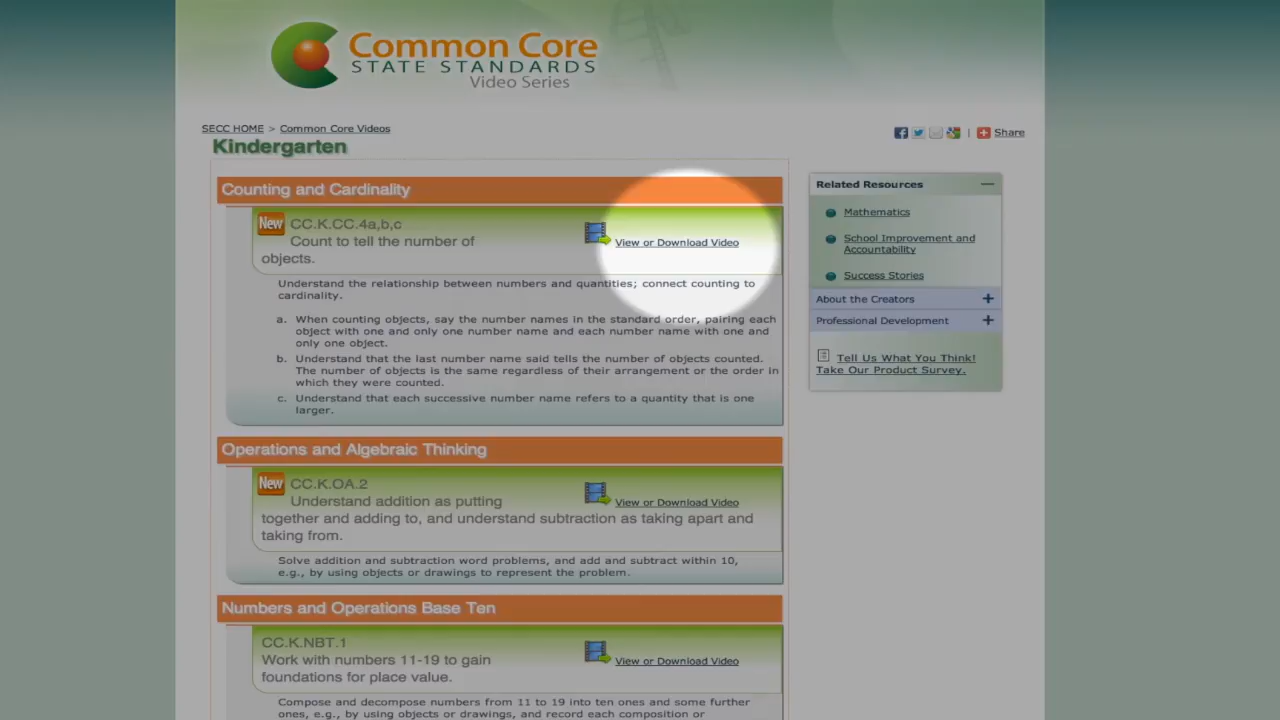 Common Core
STATE STANDARDS
Video Series
SECC HOME > Common Core Videos
| Share
Kindergarten
Counting and Cardinality
New CC.K.CC.4a,b,c
Count to tell the number of
objects.
View or Download Video
Understand the relationship between numbers and quantities; connect counting to
cardinality.
a. When counting objects, say the number names in the standard order, pairing each
object with one and only one number name and each number name with one and
only one object.
b. Understand that the last number name said tells the number of objects counted.
The number of objects is the same regardless of their arrangement or the order in
which they were counted.
c. Understand that each successive number name refers to a quantity that is one
larger.
Operations and Algebraic Thinking
New CC.K.OA.2
Understand addition as putting
together and adding to, and understand subtraction as taking apart and
taking from.
View or Download Video
Solve addition and subtraction word problems, and add and subtract within 10,
e.g., by using objects or drawings to represent the problem.
Numbers and Operations Base Ten
CC.K.NBT.1
Work with numbers 11-19 to gain
foundations for place value.
View or Download Video
Compose and decompose numbers from 11 to 19 into ten ones and some further
ones, e.g., by using objects or drawings, and record each composition or
Related Resources
Mathematics
School Improvement and
Accountability
Success Stories
About the Creators
Professional Development
Tell Us What You Think!
Take Our Product Survey.